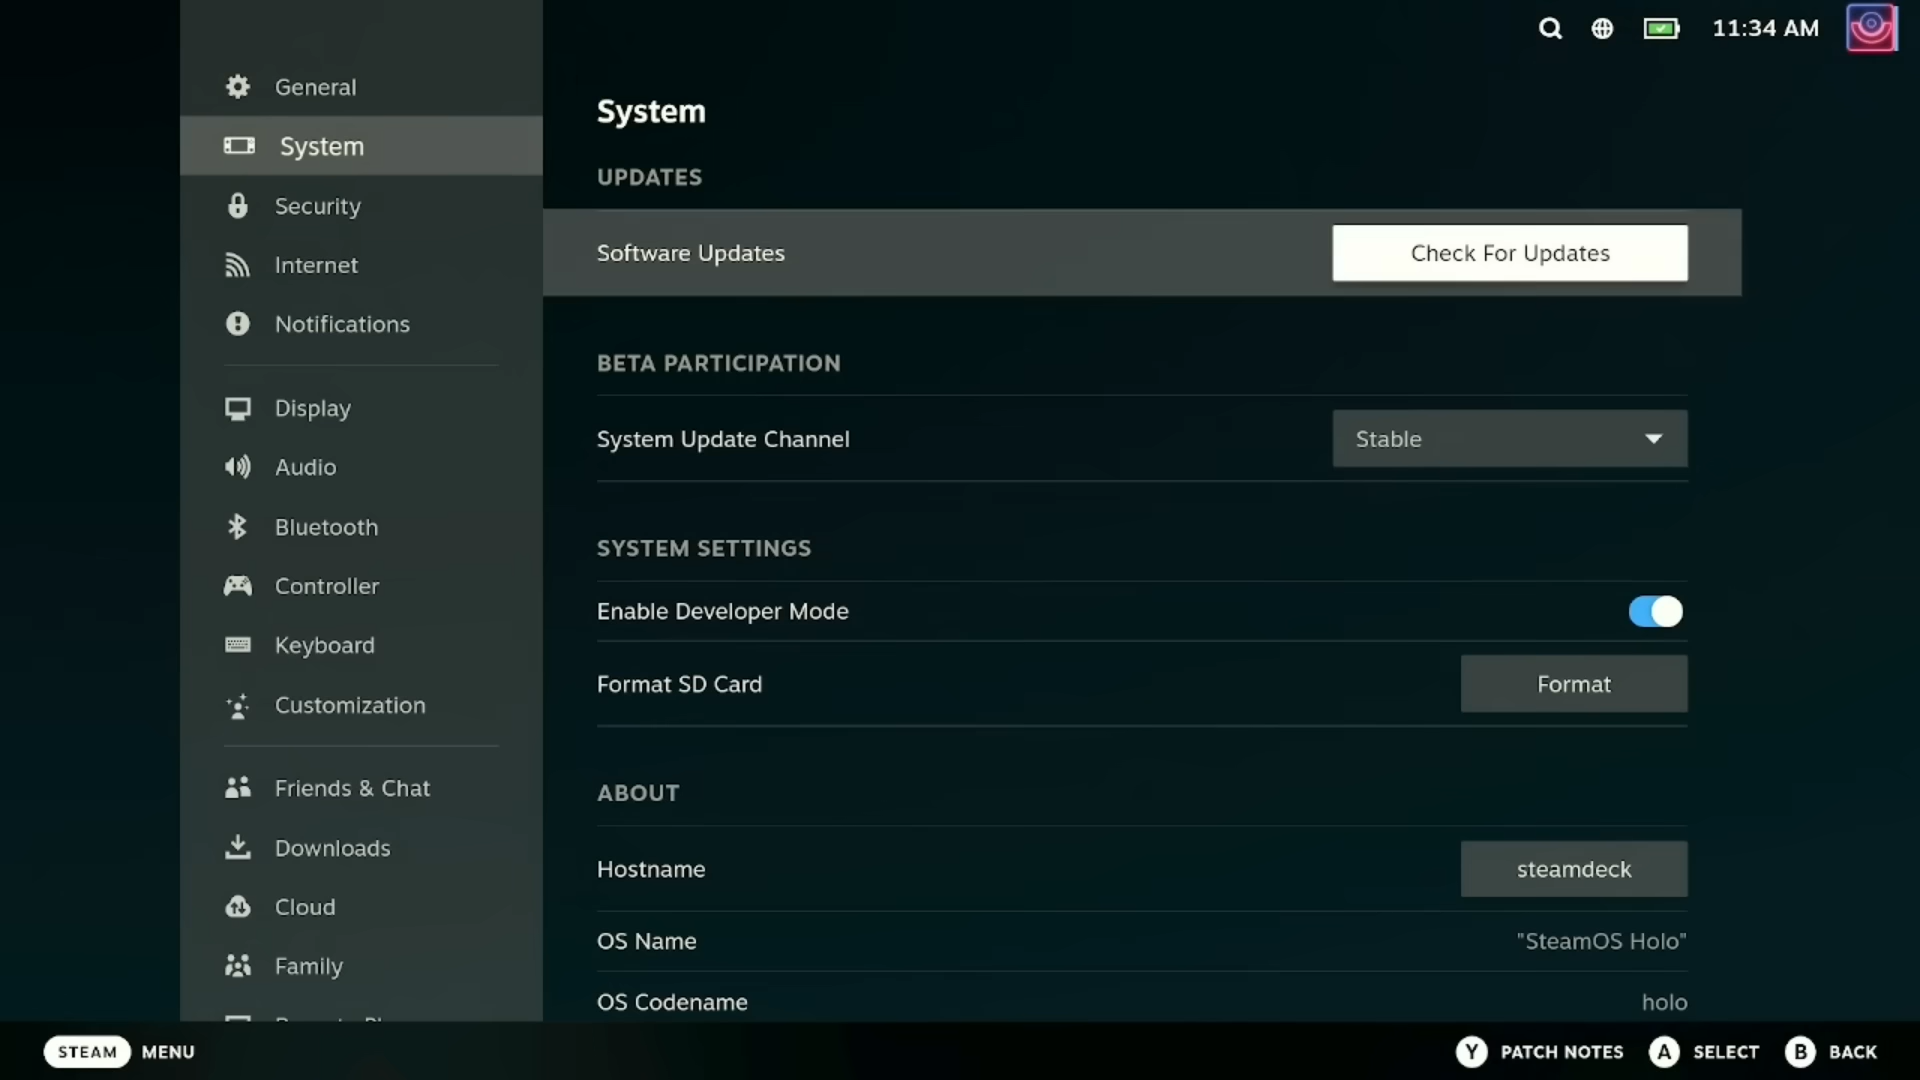 11:34 AM
General
System
Security
Internet
Notifications
Display
Audio
Bluetooth
Controller
Keyboard
Customization
Friends & Chat
Downloads
Cloud
Family
System
UPDATES
Software Updates
Check For Updates
BETA PARTICIPATION
System Update Channel
Stable
SYSTEM SETTINGS
Enable Developer Mode
Format SD Card
Format
ABOUT
Hostname
steamdeck
OS Name
"SteamOS Holo"
OS Codename
holo
STEAM MENU
Y PATCH NOTES A SELECT B BACK